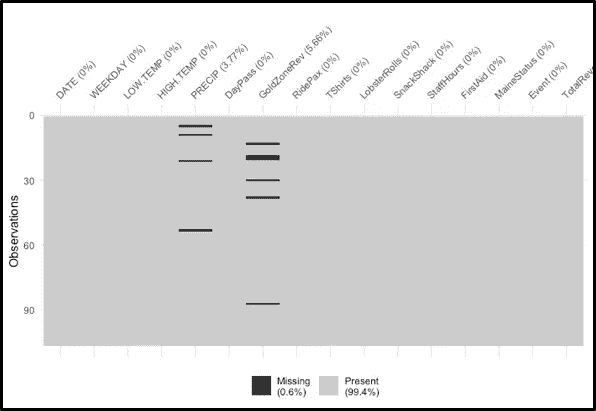 DATE (0%)
WEEKDAY (0%)
LOW.TEMP (0%)
HIGH.TEMP (0%)
PRECIP (3.77%)
DayPass (0%)
GoldZoneRev (5.66%)
RidePax (0%)
TShirts (0%)
LobsterRolls (0%)
SnackShack (0%)
StaffHours (0%)
FirstAid (0%)
MaineStatus (0%)
Event (0%)
TotalRev
0
30
60
90
Observations
Missing
(0.6%)
Present
(99.4%)